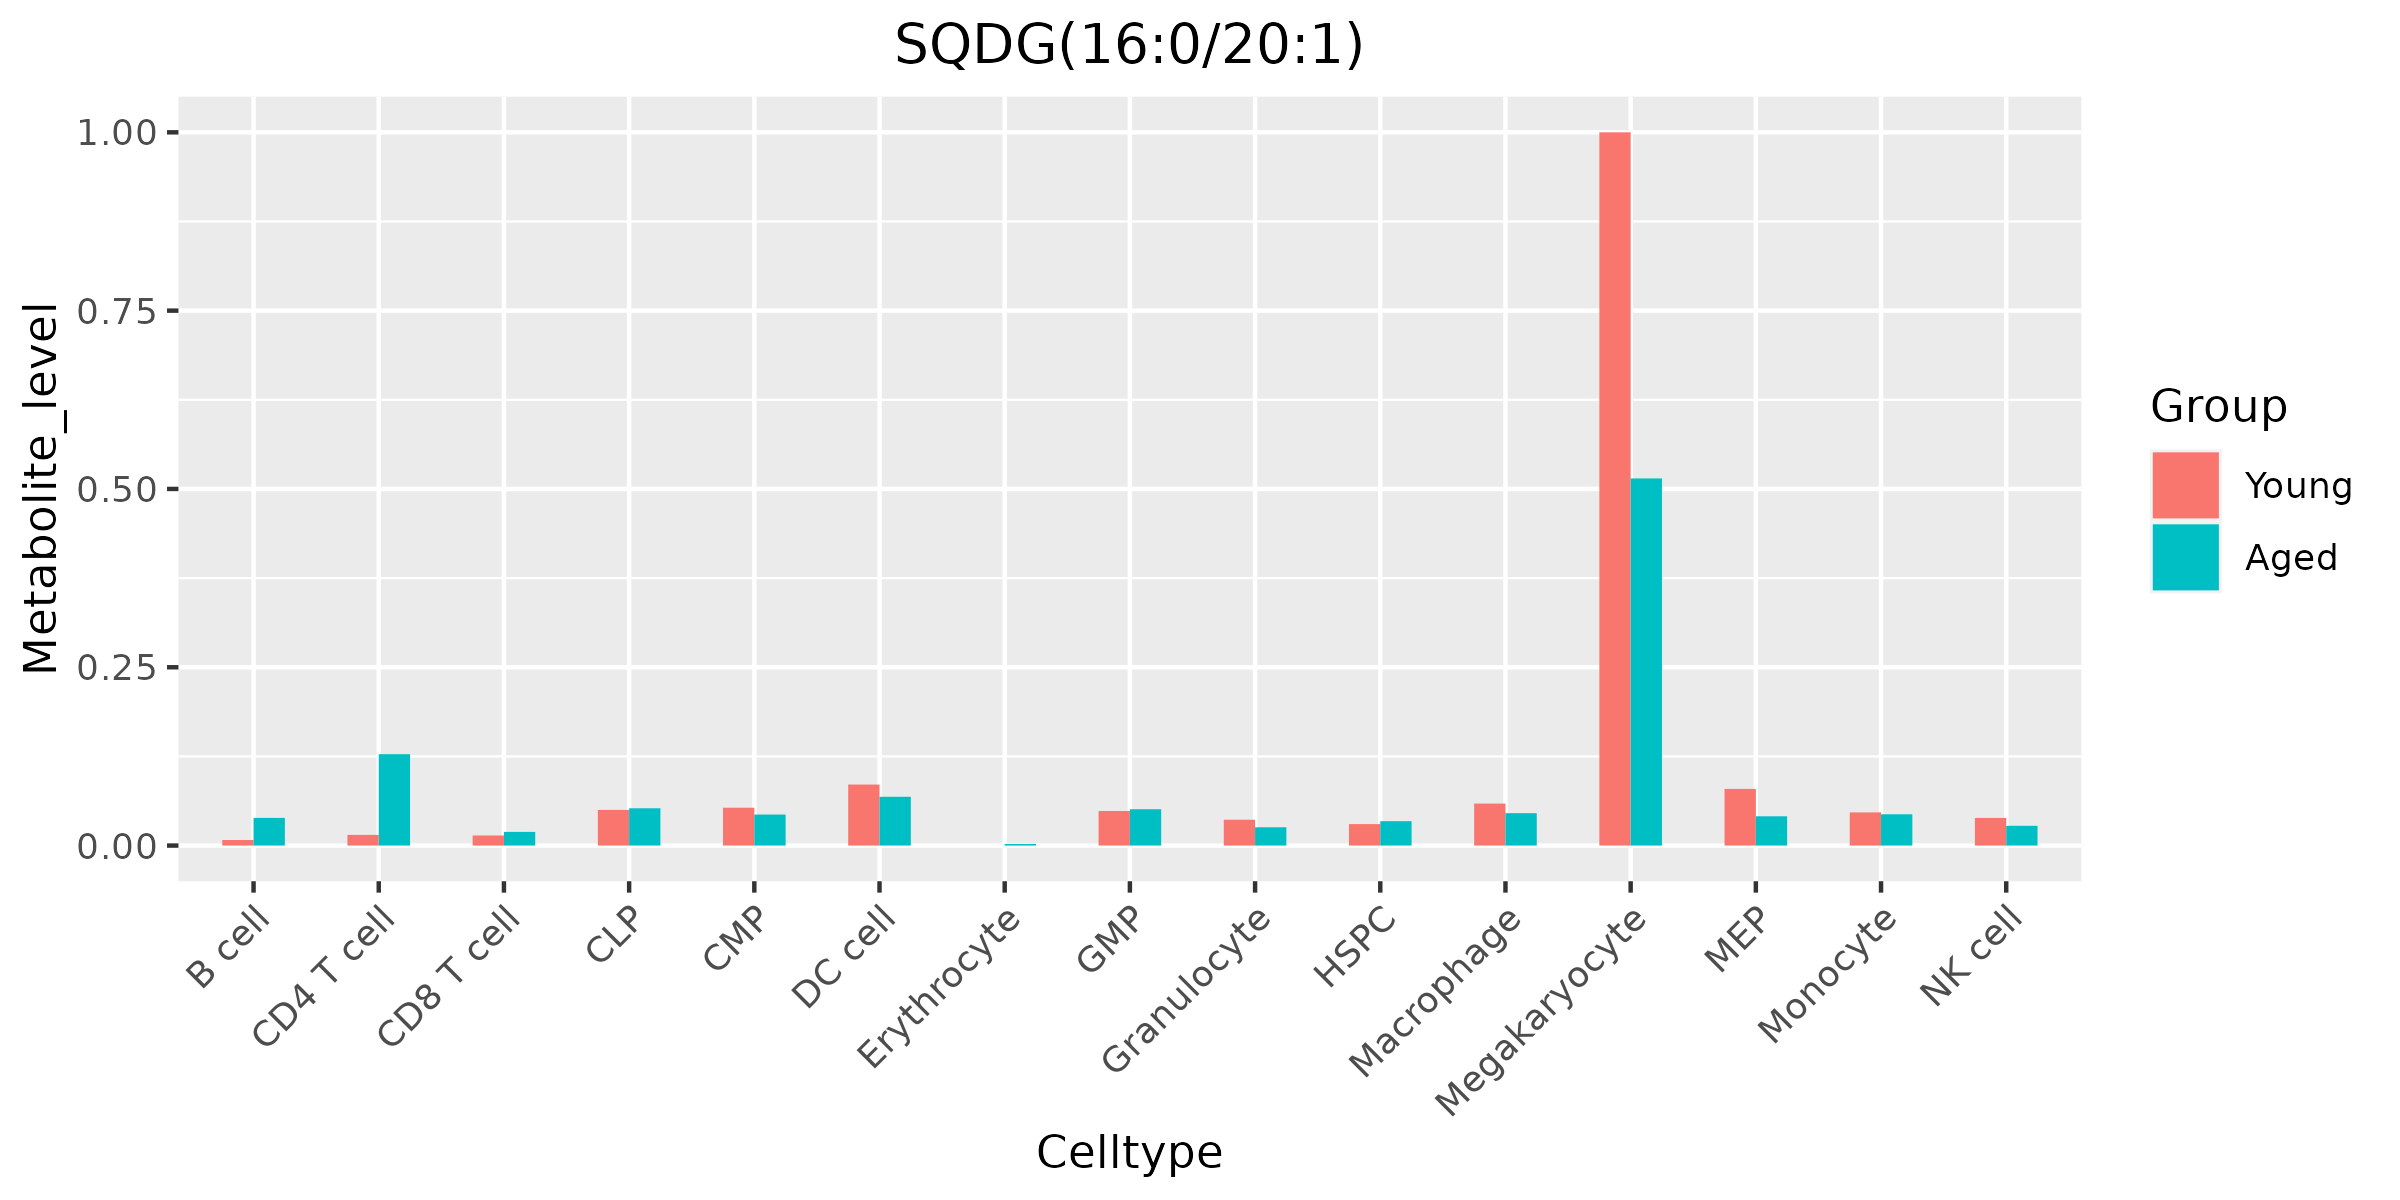 SQDG(16:0/20:1)
Metabolite_level
1.00
0.75
0.50
0.25
0.00
B cell
CD4 T cell
CD8 T cell
CLP
CMP
DC cell
Erythrocyte
GMP
Granulocyte
HSPC
Macrophage
Megakaryocyte
MEP
Monocyte
NK cell
Celltype
Group
Young
Aged